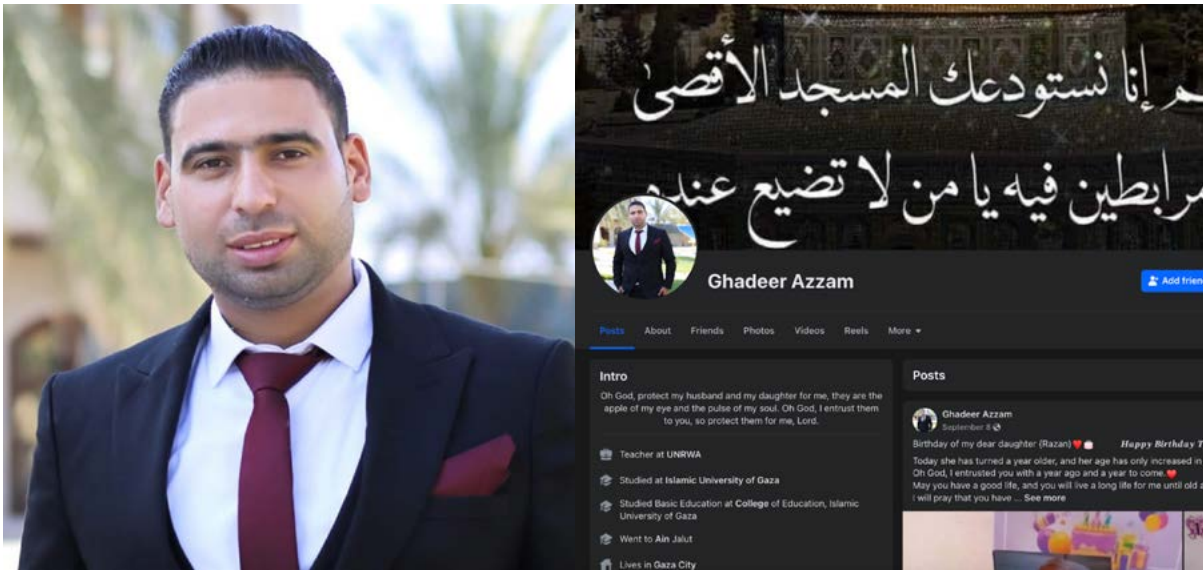 إنا نستودعك المسجد الأقصى
فيه يا من لا تضيع
Ghadeer Azzam
Add
Posts
About
Friends
Photos
Videos
Reels
More
Intro
Oh God, protect my husband and my daughter for me, they are the
apple of my eye and the pulse of my soul. Oh God, I entrust them
to you, so protect them for me, Lord.
Teacher at UNRWA
Studied at Islamic University of Gaza
Studied Basic Education at College of Education, Islamic
University of Gaza
Went to Ain Jalut
Lives in Gaza City
Posts
Ghadeer Azzam
September 8
Birthday of my dear daughter (Razan)❤️🎂 Happy Birthday
Today she has turned a year older, and her age has only increased in
Oh God, I entrusted you with a year ago and a year to come.❤️
May you have a good life, and you will live a long life for me until old
I will pray that you have ... See more